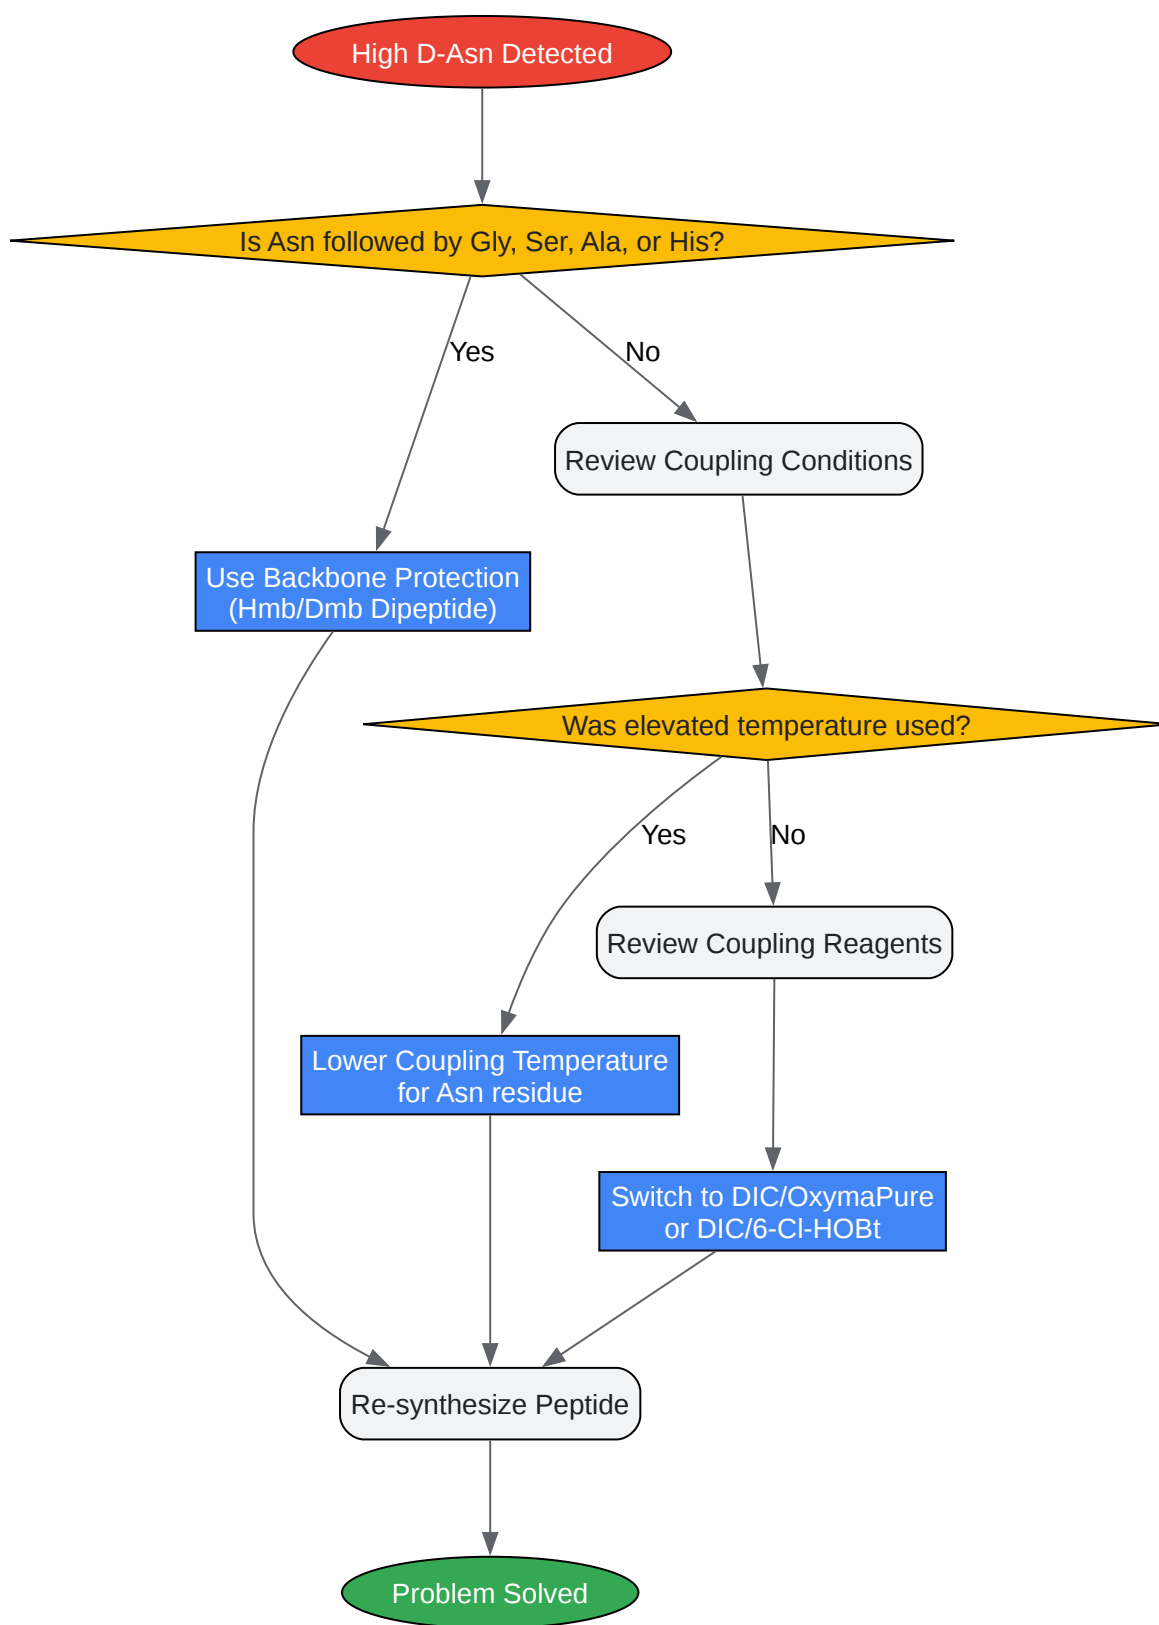 High D-Asn Detected
Is Asn followed by Gly, Ser, Ala, or His?
Yes
No
Review Coupling Conditions
Use Backbone Protection
(Hmb/Dmb Dipeptide)
Was elevated temperature used?
Yes
No
Review Coupling Reagents
Lower Coupling Temperature
for Asn residue
Switch to DIC/OxymaPure
or DIC/6-Cl-HOBt
Re-synthesize Peptide
Problem Solved